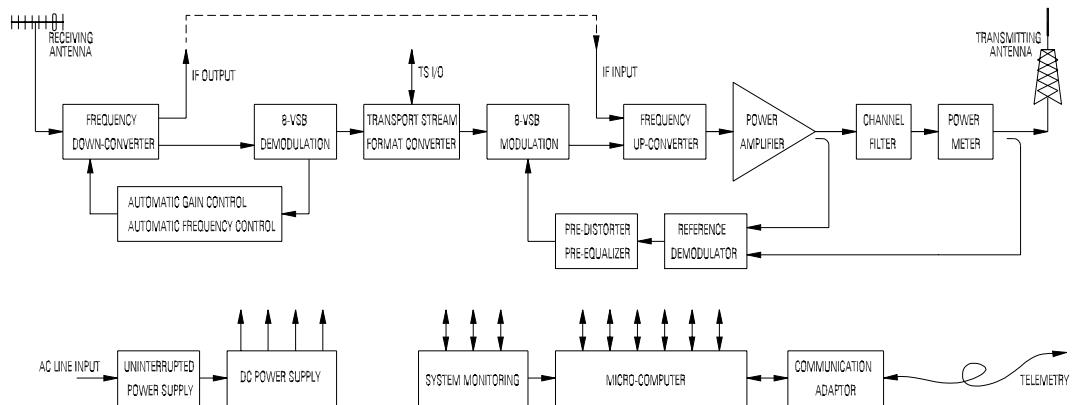 RECEIVING
ANTENNA
TRANSMITTING
ANTENNA
IF OUTPUT
TS I/O
IF INPUT
FREQUENCY
DOWN-CONVERTER
8-VSB
DEMODULATION
TRANSPORT STREAM
FORMAT CONVERTER
8-VSB
MODULATION
FREQUENCY
UP-CONVERTER
POWER
AMPLIFIER
CHANNEL
FILTER
POWER
METER
AUTOMATIC GAIN CONTROL
AUTOMATIC FREQUENCY CONTROL
PRE-DISTORTER
PRE-EQUALIZER
REFERENCE
DEMODULATOR
AC LINE INPUT
UNINTERRUPTED
POWER SUPPLY
DC POWER SUPPLY
SYSTEM MONITORING
MICRO-COMPUTER
COMMUNICATION
ADAPTOR
TELEMETRY